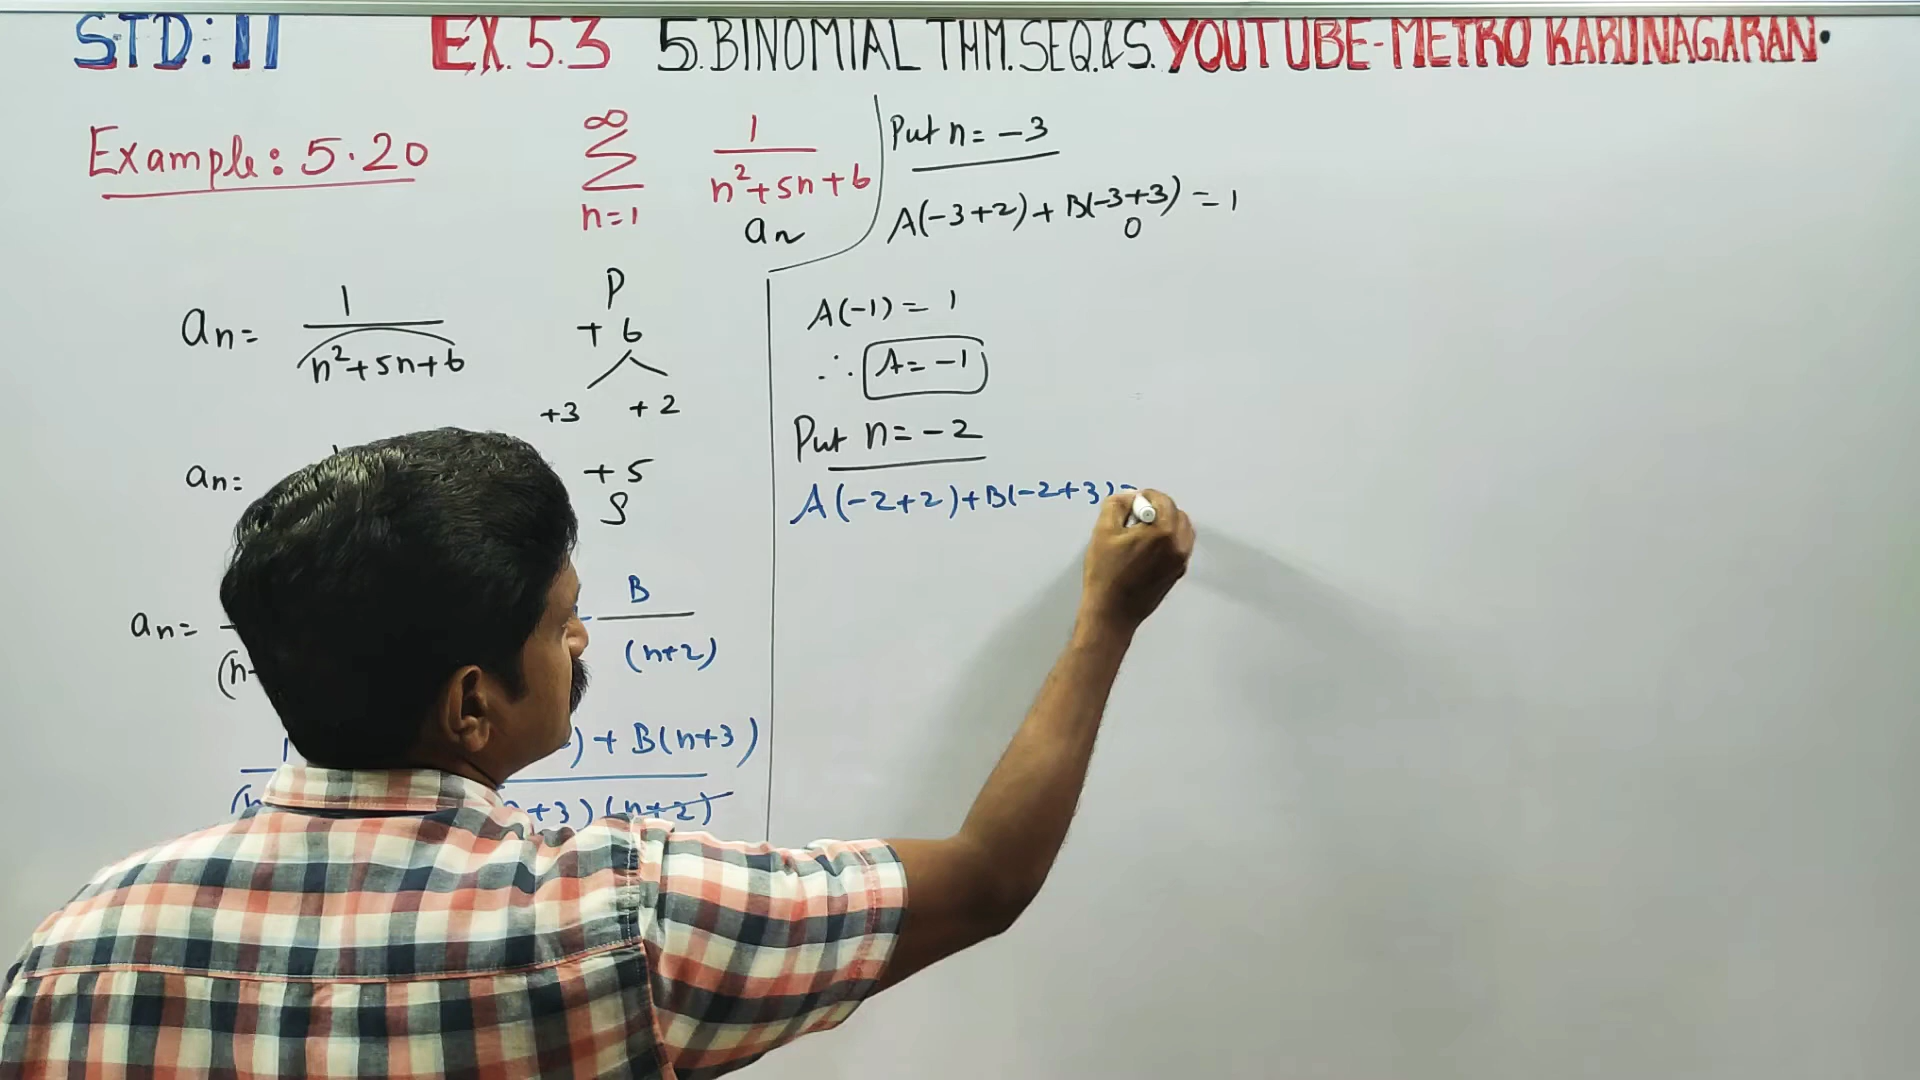 STD: 11 EX. 5.3 5. BINOMIAL THM. SEQ.&S. YOUTUBE-METRO KARUNAGARAN.
Example: 5.20
∞
Σ
n=1
1
n²+5n+6
an
an= 1
n²+5n+6
P
+6
+3 +2
+5
S
an:
an=
B
(n+2)
) + B(n+3)
+3)(n+2)
Put n= -3
A(-3+2)+B(-3+3) = 1
0
A(-1) = 1
∴ A= -1
Put n= -2
A(-2+2)+B(-2+3)=